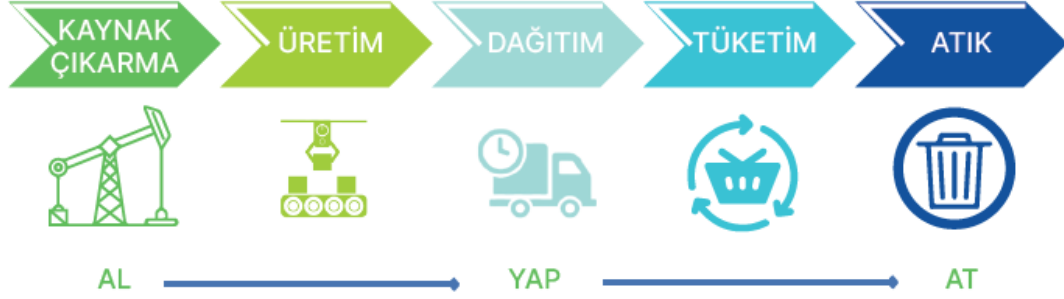 KAYNAK
ÇIKARMA
ÜRETİM
DAĞITIM
TÜKETİM
ATIK
AL
YAP
AT